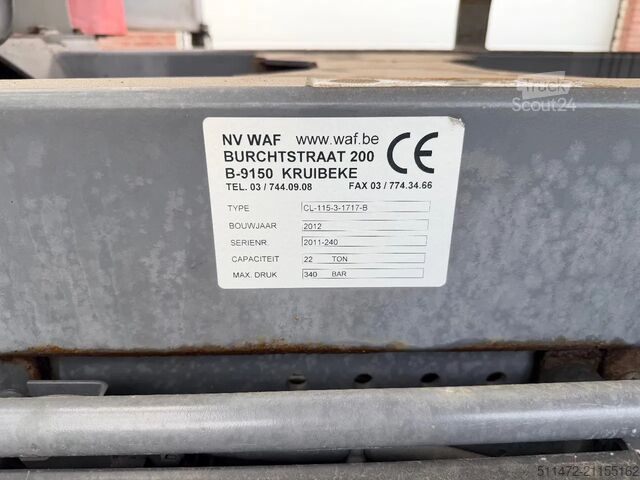 Truck
Scout24
NV WAF www.waf.be
BURCHTSTRAAT 200
B-9150 KRUIBEKE
TEL. 03 / 744.09.08 FAX 03 / 774.34.66
CE
TYPE CL-115-3-1717-B
BOUWJAAR 2012
SERIENR. 2011-240
CAPACITEIT 22 TON
MAX. DRUK 340 BAR
511472-21155162